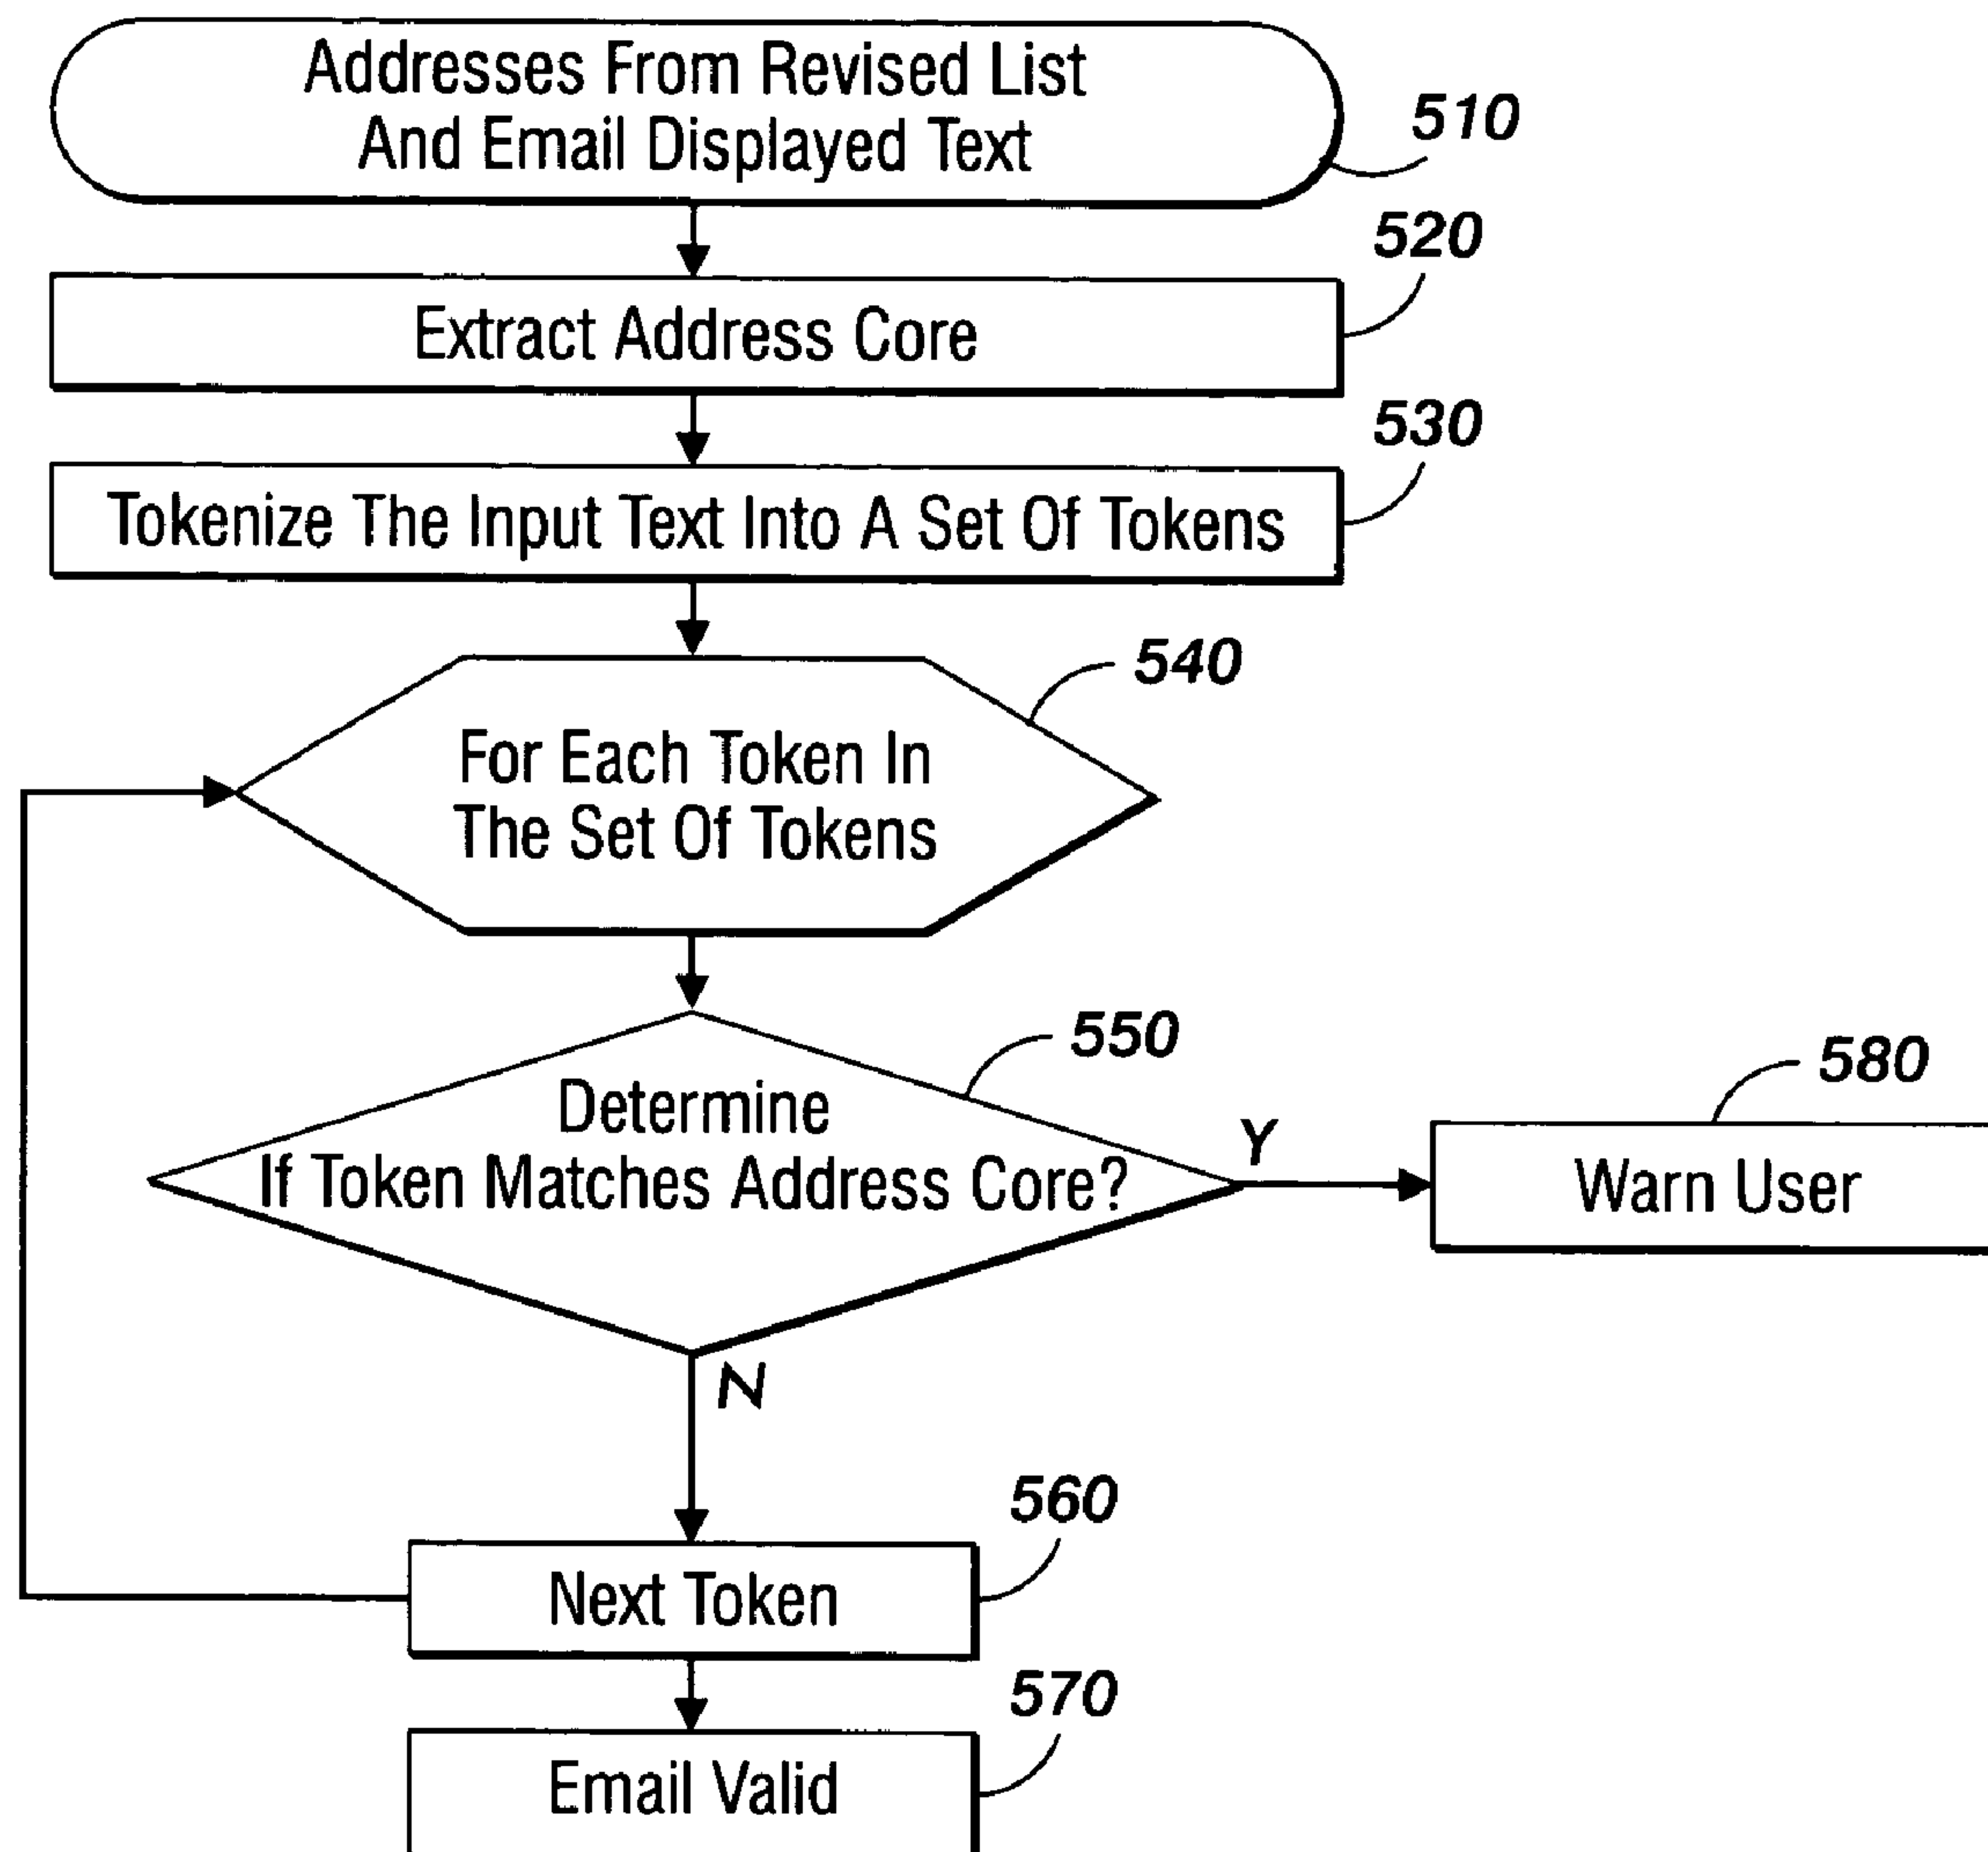 Addresses From Revised List
And Email Displayed Text
510
520
Extract Address Core
530
Tokenize The Input Text Into A Set Of Tokens
540
For Each Token In
The Set Of Tokens
550
Determine
If Token Matches Address Core?
Y
580
Warn User
N
560
Next Token
570
Email Valid